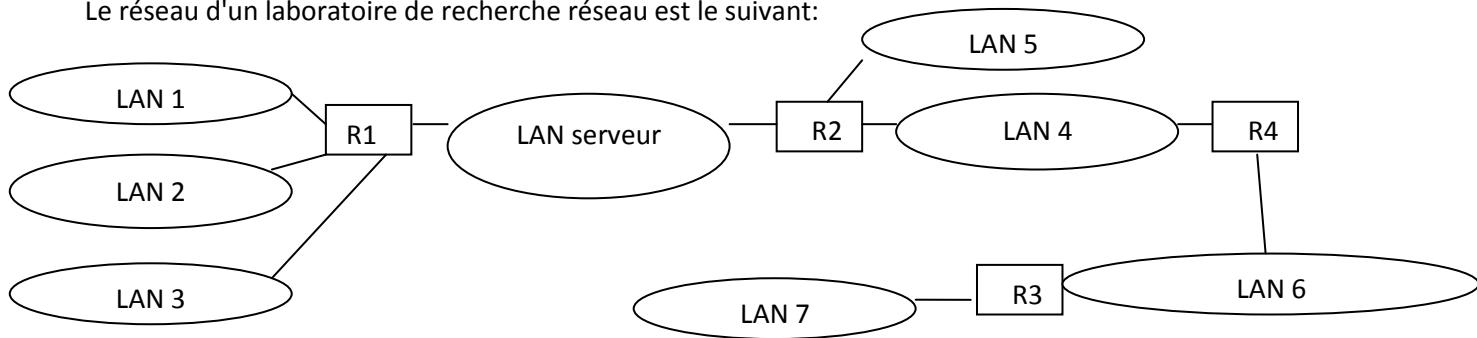 Le réseau d'un laboratoire de recherche réseau est le suivant:
LAN 5
LAN 1
R1
LAN serveur
R2
LAN 4
R4
LAN 2
LAN 3
LAN 7
R3
LAN 6